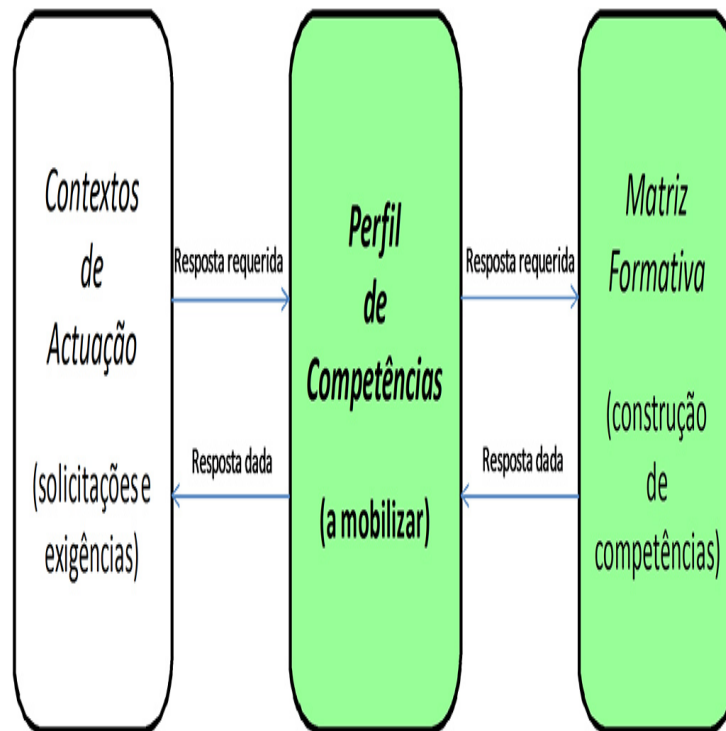 Contextos
de
Actuação
(solicitações e
exigências)
Resposta requerida
Resposta dada
Perfil
de
Competências
(a mobilizar)
Resposta requerida
Resposta dada
Matriz
Formativa
(construção
de
competências)